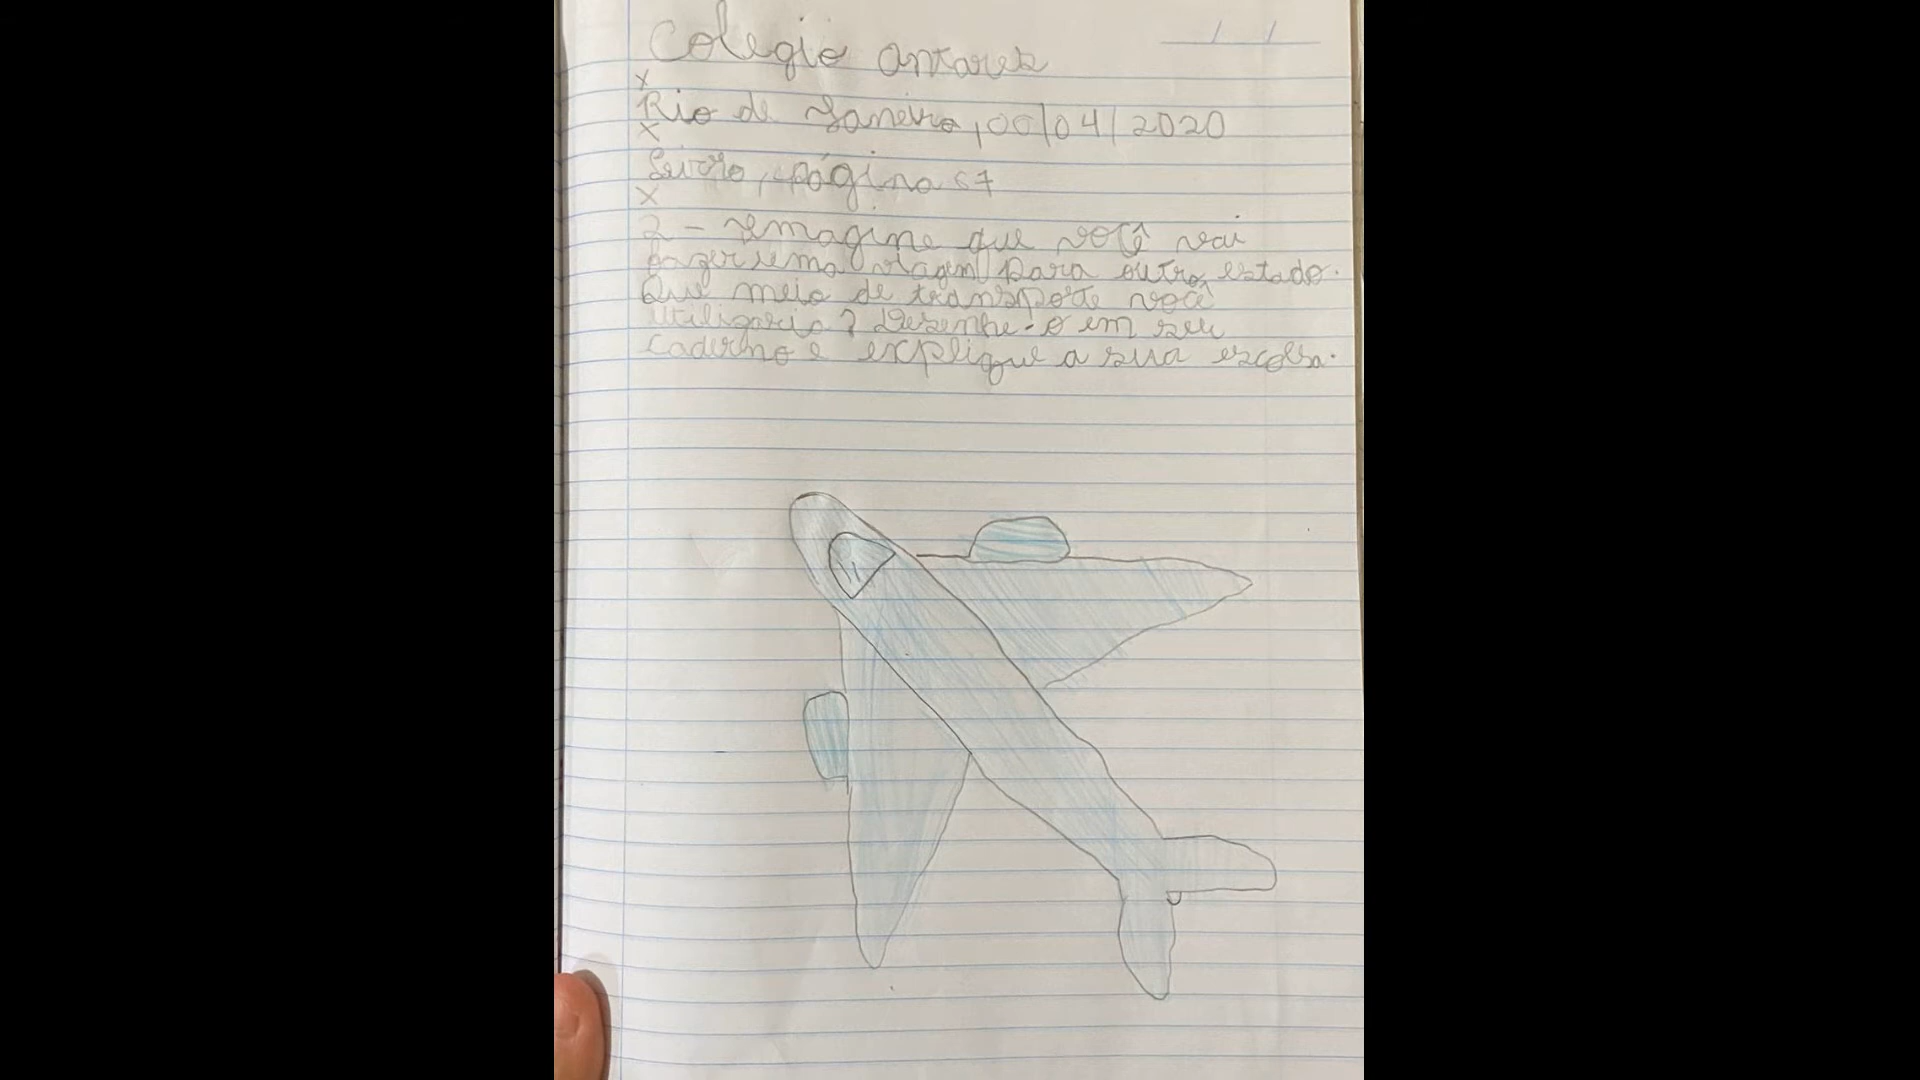 Colegio Antares
Rio de Janeiro, 00/04/2020
Livro, página 67
2 - Imagine que você vai
fazer uma viagem para outro estado.
Que meio de transporte você
utilizaria? Desenhe-o em seu
caderno e explique a sua escolha.